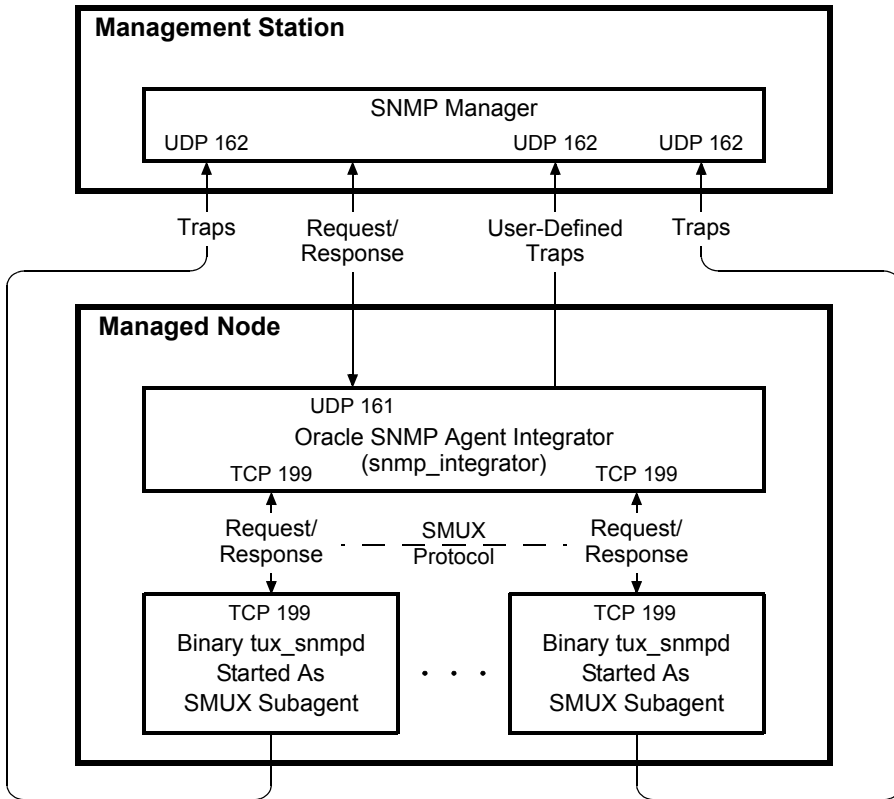 Management Station
SNMP Manager
UDP 162
UDP 162
UDP 162
Traps
Request/
Response
User-Defined
Traps
Traps
Managed Node
UDP 161
Oracle SNMP Agent Integrator
(snmp_integrator)
TCP 199
TCP 199
Request/
Response
SMUX
Protocol
Request/
Response
TCP 199
Binary tux_snmpd
Started As
SMUX Subagent
. . .
TCP 199
Binary tux_snmpd
Started As
SMUX Subagent